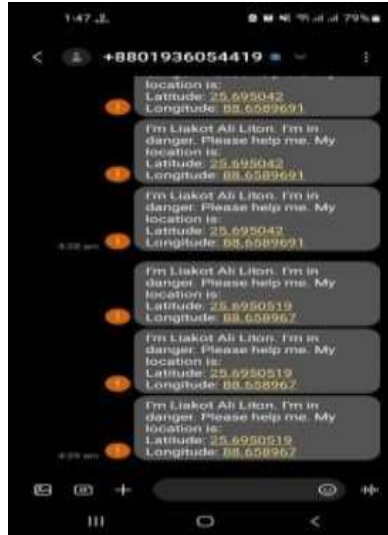 1:47
79%
+8801936054419
location is:
Latitude: 25.695042
Longitude: 88.6589691
I'm Liakot Ali Liton. I'm in
danger. Please help me. My
location is:
Latitude: 25.695042
Longitude: 88.6589691
I'm Liakot Ali Liton. I'm in
danger. Please help me. My
location is:
Latitude: 25.695042
Longitude: 88.6589691
I'm Liakot Ali Liton. I'm in
danger. Please help me. My
location is:
Latitude: 25.6950519
Longitude: 88.658967
I'm Liakot Ali Liton. I'm in
danger. Please help me. My
location is:
Latitude: 25.6950519
Longitude: 88.658967
I'm Liakot Ali Liton. I'm in
danger. Please help me. My
location is:
Latitude: 25.6950519
Longitude: 88.658967